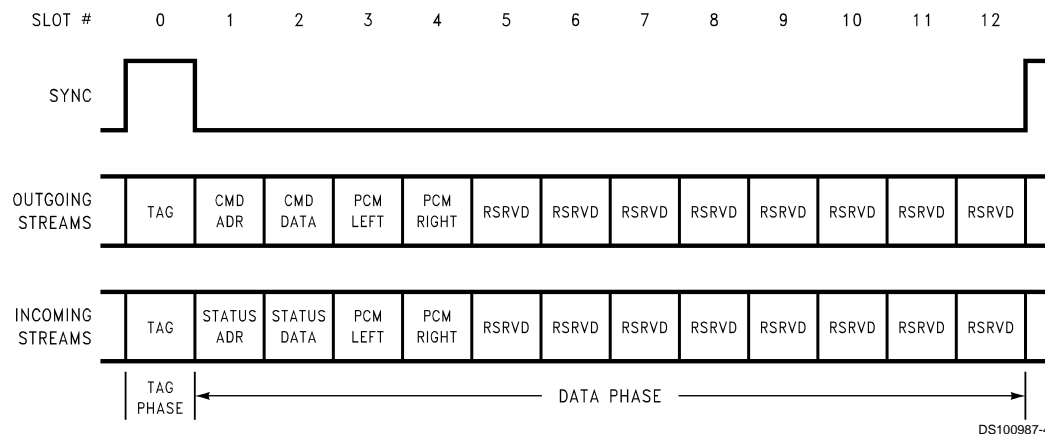 SLOT # 0 1 2 3 4 5 6 7 8 9 10 11 12
SYNC
OUTGOING STREAMS
TAG
CMD ADR
CMD DATA
PCM LEFT
PCM RIGHT
RSRVD RSRVD RSRVD RSRVD RSRVD RSRVD RSRVD RSRVD
INCOMING STREAMS
TAG
STATUS ADR
STATUS DATA
PCM LEFT
PCM RIGHT
RSRVD RSRVD RSRVD RSRVD RSRVD RSRVD RSRVD RSRVD
TAG PHASE
DATA PHASE
DS100987-4